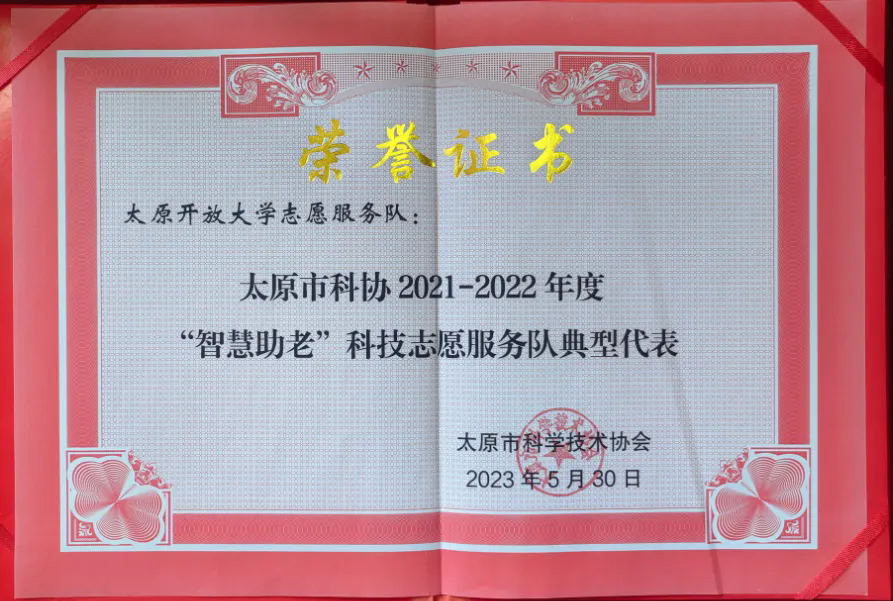 荣誉证书
太原开放大学志愿服务队：
太原市科协 2021-2022 年度
“智慧助老”科技志愿服务队典型代表
太原市科学技术协会
2023 年 5 月 30 日